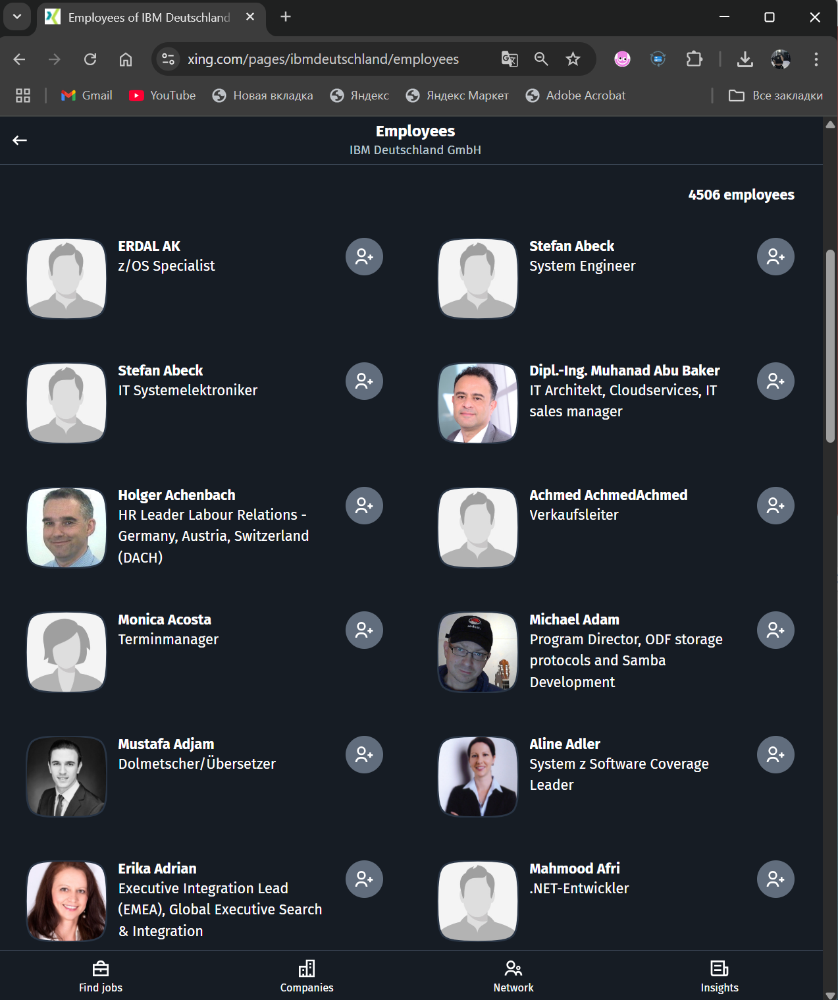 Employees of IBM Deutschland
xing.com/pages/ibmdeutschland/employees
Gmail
YouTube
Новая вкладка
Яндекс
Яндекс Маркет
Adobe Acrobat
Все закладки
Employees
IBM Deutschland GmbH
4506 employees
ERDAL AK
z/OS Specialist
Stefan Abeck
System Engineer
Stefan Abeck
IT Systemelektroniker
Dipl.-Ing. Muhanad Abu Baker
IT Architekt, Cloudservices, IT
sales manager
Holger Achenbach
HR Leader Labour Relations -
Germany, Austria, Switzerland
(DACH)
Achmed AchmedAchmed
Verkaufsleiter
Monica Acosta
Terminmanager
Michael Adam
Program Director, ODF storage
protocols and Samba
Development
Mustafa Adjam
Dolmetscher/Übersetzer
Aline Adler
System z Software Coverage
Leader
Erika Adrian
Executive Integration Lead
(EMEA), Global Executive Search
& Integration
Mahmood Afri
.NET-Entwickler
Find jobs
Companies
Network
Insights